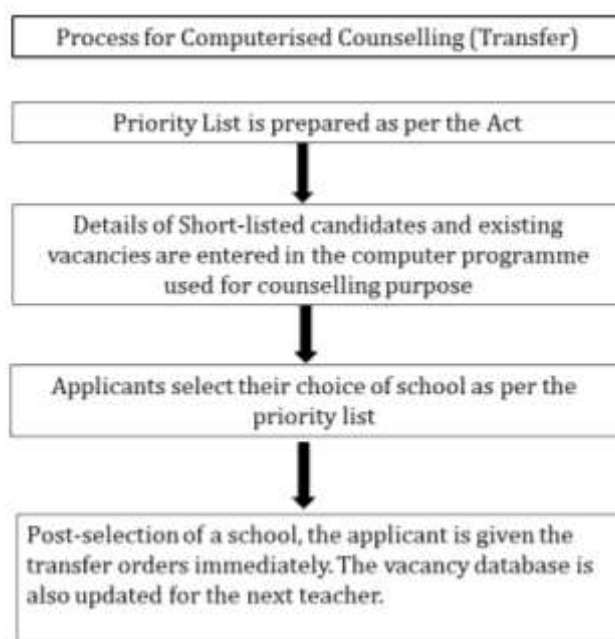 Process for Computerised Counselling (Transfer)
Priority List is prepared as per the Act
Details of Short-listed candidates and existing
vacancies are entered in the computer programme
used for counselling purpose
Applicants select their choice of school as per the
priority list
Post-selection of a school, the applicant is given the
transfer orders immediately. The vacancy database is
also updated for the next teacher.